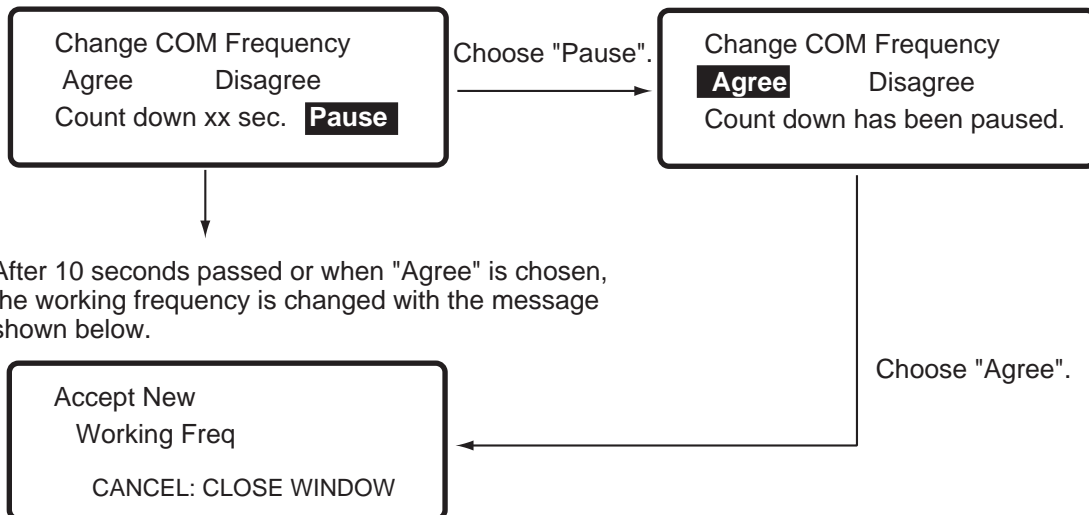 Change COM Frequency
Agree Disagree
Count down xx sec. Pause
Choose "Pause".
Change COM Frequency
Agree Disagree
Count down has been paused.
After 10 seconds passed or when "Agree" is chosen,
the working frequency is changed with the message
shown below.
Choose "Agree".
Accept New
Working Freq
CANCEL: CLOSE WINDOW